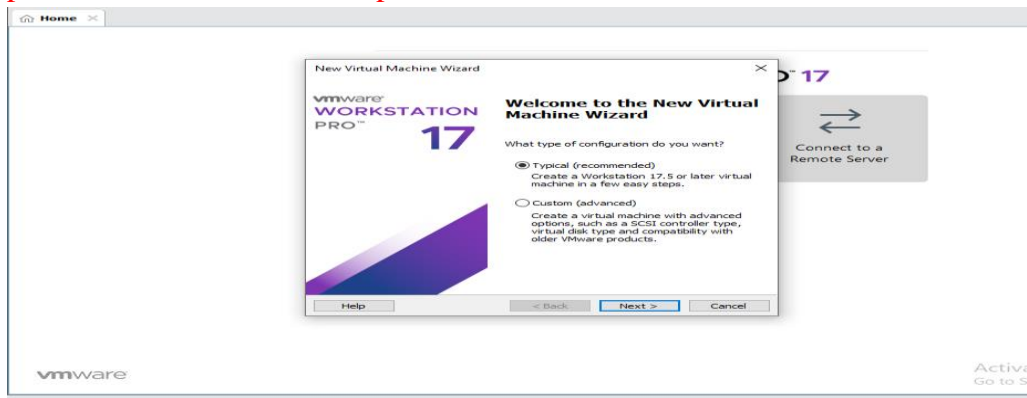 Home
New Virtual Machine Wizard
vmware
WORKSTATION
PRO™
17
Welcome to the New Virtual
Machine Wizard
What type of configuration do you want?
Typical (recommended)
Create a Workstation 17.5 or later virtual
machine in a few easy steps.
Custom (advanced)
Create a virtual machine with advanced
options, such as a SCSI controller type,
virtual disk type and compatibility with
older VMware products.
Help
< Back
Next >
Cancel
17
Connect to a
Remote Server
vmware
Activa
Go to S